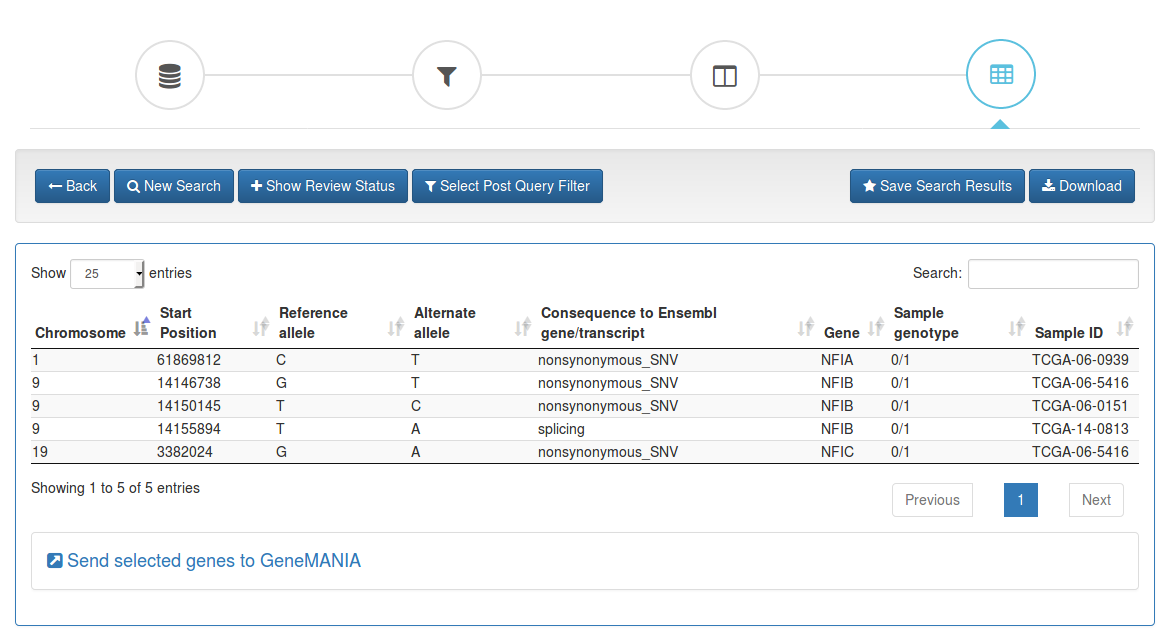 Back New Search Show Review Status Select Post Query Filter Save Search Results Download
Show 25 entries Search:
Chromosome Start Position Reference allele Alternate allele Consequence to Ensembl gene/transcript Gene Sample genotype Sample ID
1 61869812 C T nonsynonymous_SNV NFIA 0/1 TCGA-06-0939
9 14146738 G T nonsynonymous_SNV NFIB 0/1 TCGA-06-5416
9 14150145 T C nonsynonymous_SNV NFIB 0/1 TCGA-06-0151
9 14155894 T A splicing NFIB 0/1 TCGA-14-0813
19 3382024 G A nonsynonymous_SNV NFIC 0/1 TCGA-06-5416
Showing 1 to 5 of 5 entries
Previous 1 Next
Send selected genes to GeneMANIA